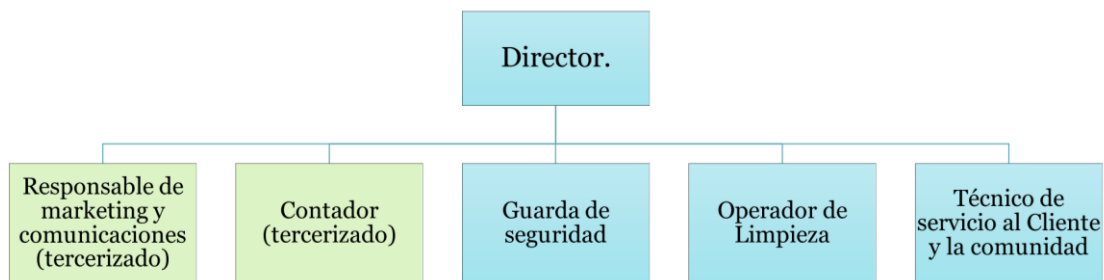 Director.
Responsable de
marketing y
comunicaciones
(tercerizado)
Contador
(tercerizado)
Guarda de
seguridad
Operador de
Limpieza
Técnico de
servicio al Cliente
y la comunidad